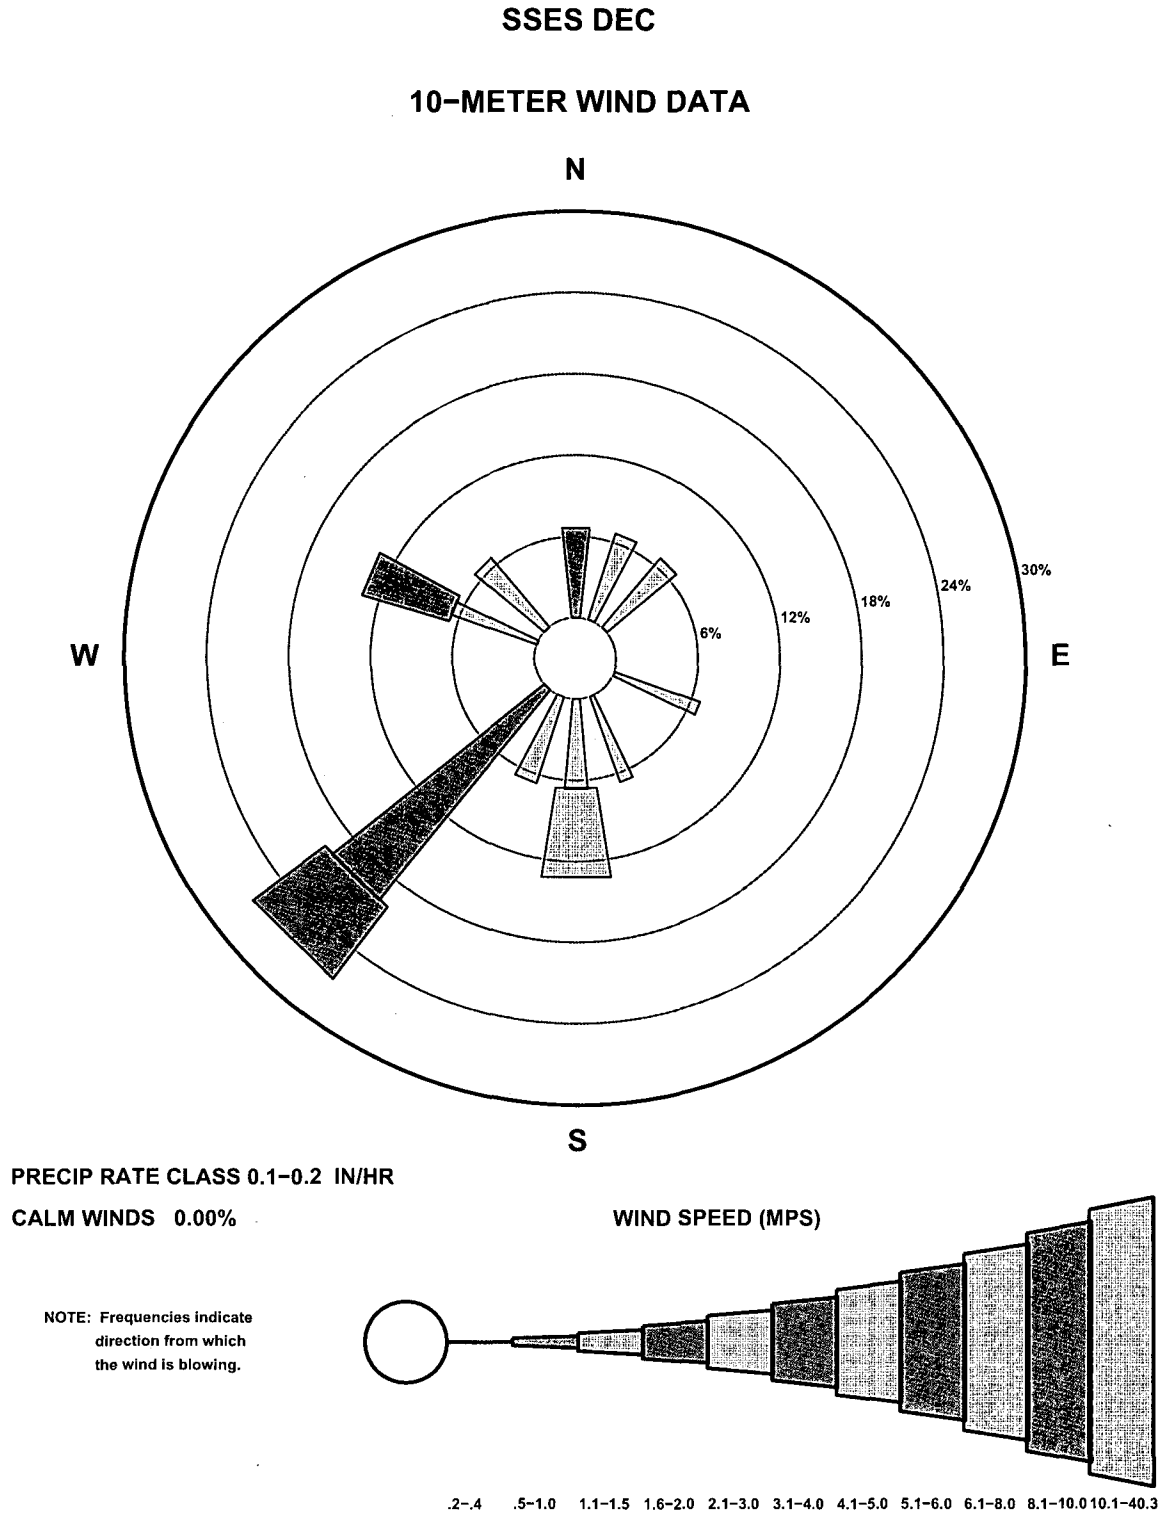 SSES DEC
10-METER WIND DATA
N
30%
24%
18%
12%
6%
W
E
S
PRECIP RATE CLASS 0.1-0.2 IN/HR
CALM WINDS 0.00%
WIND SPEED (MPS)
NOTE: Frequencies indicate
direction from which
the wind is blowing.
.2-.4 .5-1.0 1.1-1.5 1.6-2.0 2.1-3.0 3.1-4.0 4.1-5.0 5.1-6.0 6.1-8.0 8.1-10.0 10.1-40.3